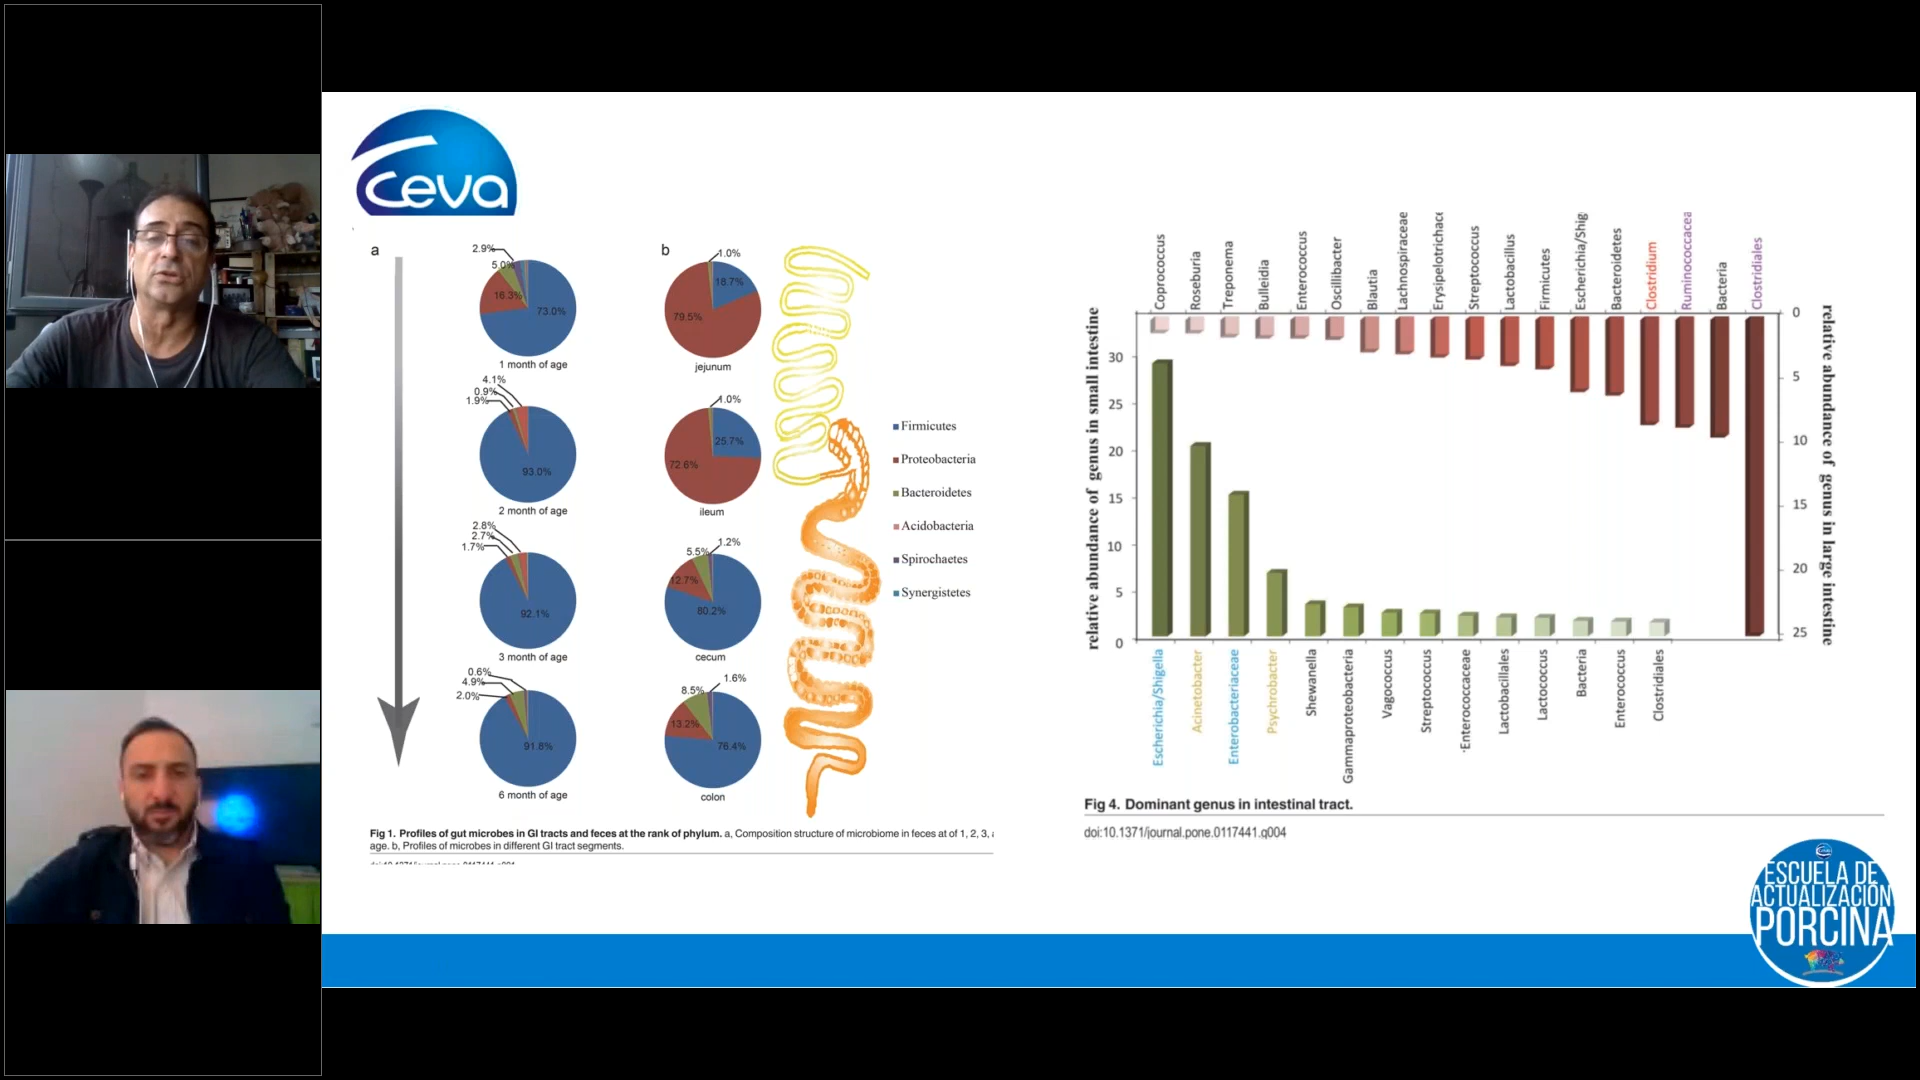 ceva
a
2.9%
5.0%
16.3%
73.0%
1 month of age
4.1%
0.9%
1.9%
93.0%
2 month of age
2.8%
2.7%
1.7%
92.1%
3 month of age
0.6%
4.9%
2.0%
91.8%
6 month of age
b
1.0%
18.7%
79.5%
jejunum
1.0%
25.7%
72.6%
ileum
1.2%
5.5%
12.7%
80.2%
cecum
1.6%
8.5%
13.2%
76.4%
colon
Firmicutes
Proteobacteria
Bacteroidetes
Acidobacteria
Spirochaetes
Synergistetes
Fig 1. Profiles of gut microbes in GI tracts and feces at the rank of phylum. a, Composition structure of microbiome in feces at of 1, 2, 3,
age. b, Profiles of microbes in different GI tract segments.
Coprococcus
Roseburia
Treponema
Bulleidia
Enterococcus
Oscillibacter
Blautia
Lachnospiraceae
Erysipelotrichace
Streptococcus
Lactobacillus
Firmicutes
Escherichia/Shig
Bacteroidetes
Clostridium
Ruminococcacea
Bacteria
Clostridiales
relative abundance of genus in small intestine
30
25
20
15
10
5
0
0
5
10
15
20
25
relative abundance of genus in large intestine
Escherichia/Shigella
Acinetobacter
Enterobacteriaceae
Psychrobacter
Shewanella
Gammaproteobacteria
Vagococcus
Streptococcus
Enterococcaceae
Lactobacillales
Lactococcus
Bacteria
Enterococcus
Clostridiales
Fig 4. Dominant genus in intestinal tract.
doi:10.1371/journal.pone.0117441.g004
ESCUELA DE
ACTUALIZACIÓN
PORCINA